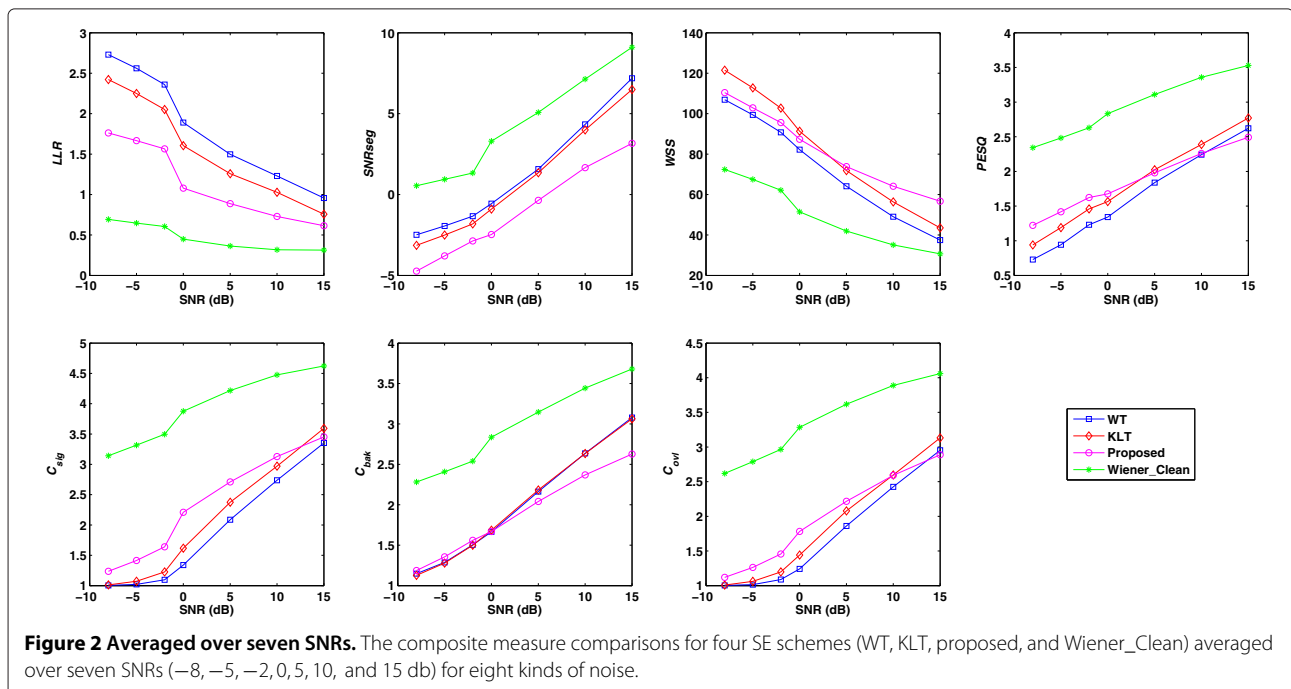 3
2.5
2
1.5
1
0.5
0
LLR
−10 −5 0 5 10 15
SNR (dB)
10
5
0
−5
SNRseg
−10 −5 0 5 10 15
SNR (dB)
140
120
100
80
60
40
20
WSS
−10 −5 0 5 10 15
SNR (dB)
4
3.5
3
2.5
2
1.5
1
0.5
PESQ
−10 −5 0 5 10 15
SNR (dB)
5
4.5
4
3.5
3
2.5
2
1.5
1
C_sig
−10 −5 0 5 10 15
SNR (dB)
4
3.5
3
2.5
2
1.5
1
C_bak
−10 −5 0 5 10 15
SNR (dB)
4.5
4
3.5
3
2.5
2
1.5
1
C_ovl
−10 −5 0 5 10 15
SNR (dB)
WT
KLT
Proposed
Wiener_Clean
Figure 2 Averaged over seven SNRs. The composite measure comparisons for four SE schemes (WT, KLT, proposed, and Wiener_Clean) averaged
over seven SNRs (−8, −5, −2, 0, 5, 10, and 15 db) for eight kinds of noise.